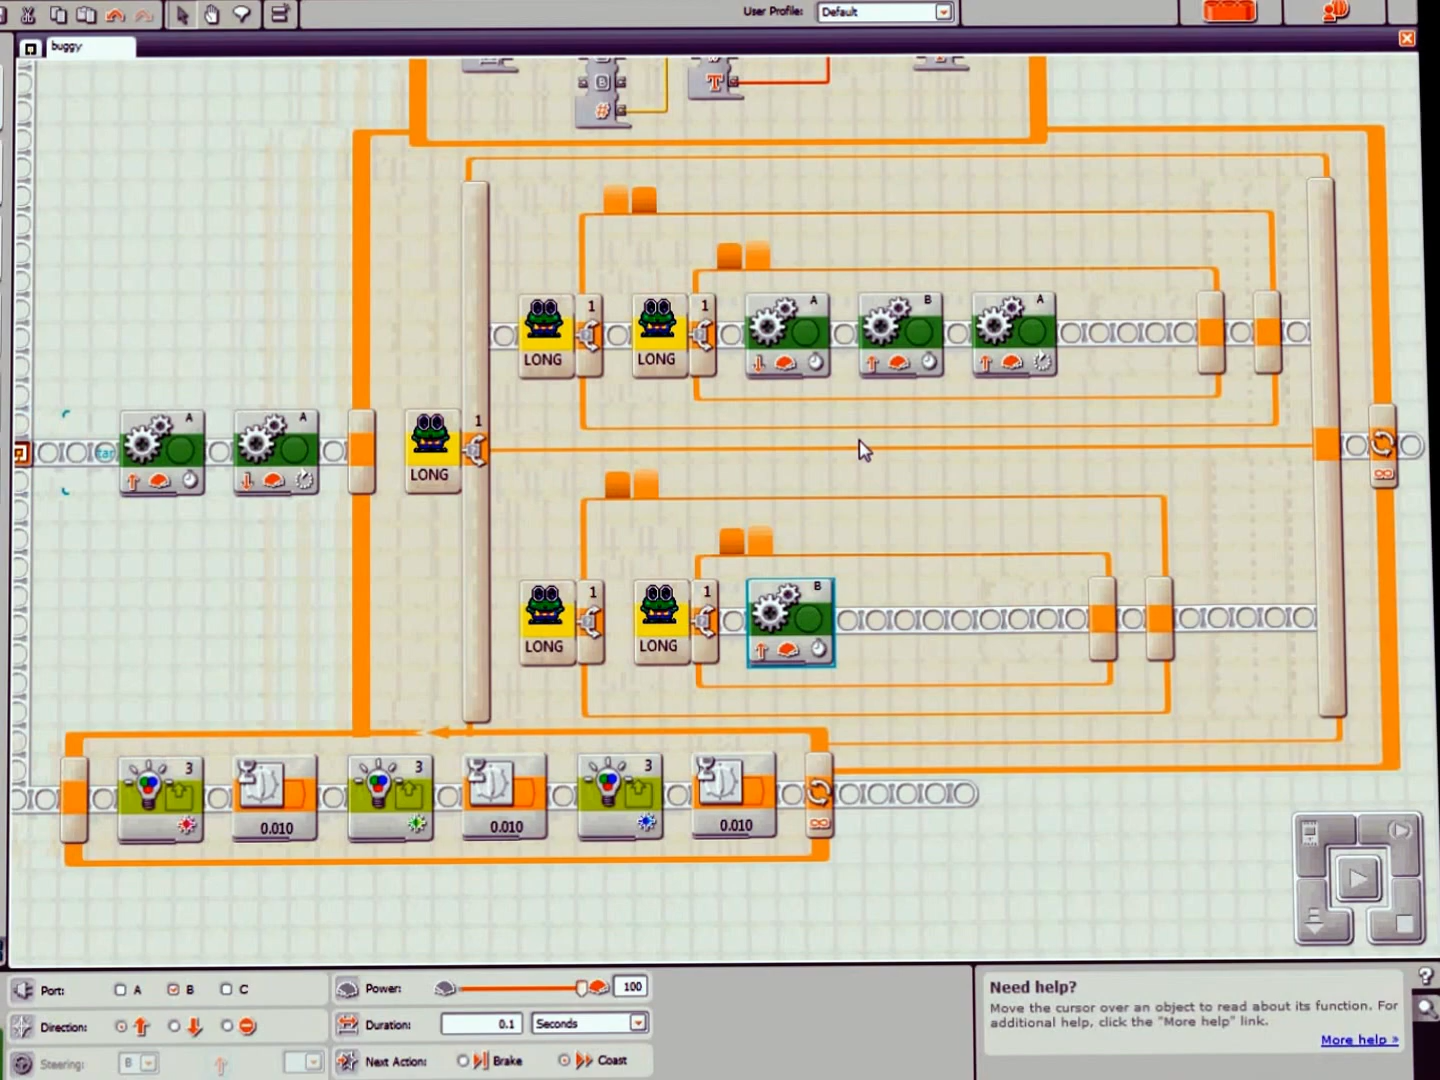 User Profile: Default
buggy
B
T
#
1 1 A B A
LONG LONG
A A 1
LONG
1 1 B
LONG LONG
3 3 3
0.010 0.010 0.010
Port: A B C
Direction:
Steering: B
Power: 100
Duration: 0.1 Seconds
Next Action: Brake Coast
Need help?
Move the cursor over an object to read about its function. For
additional help, click the "More help" link.
More help »